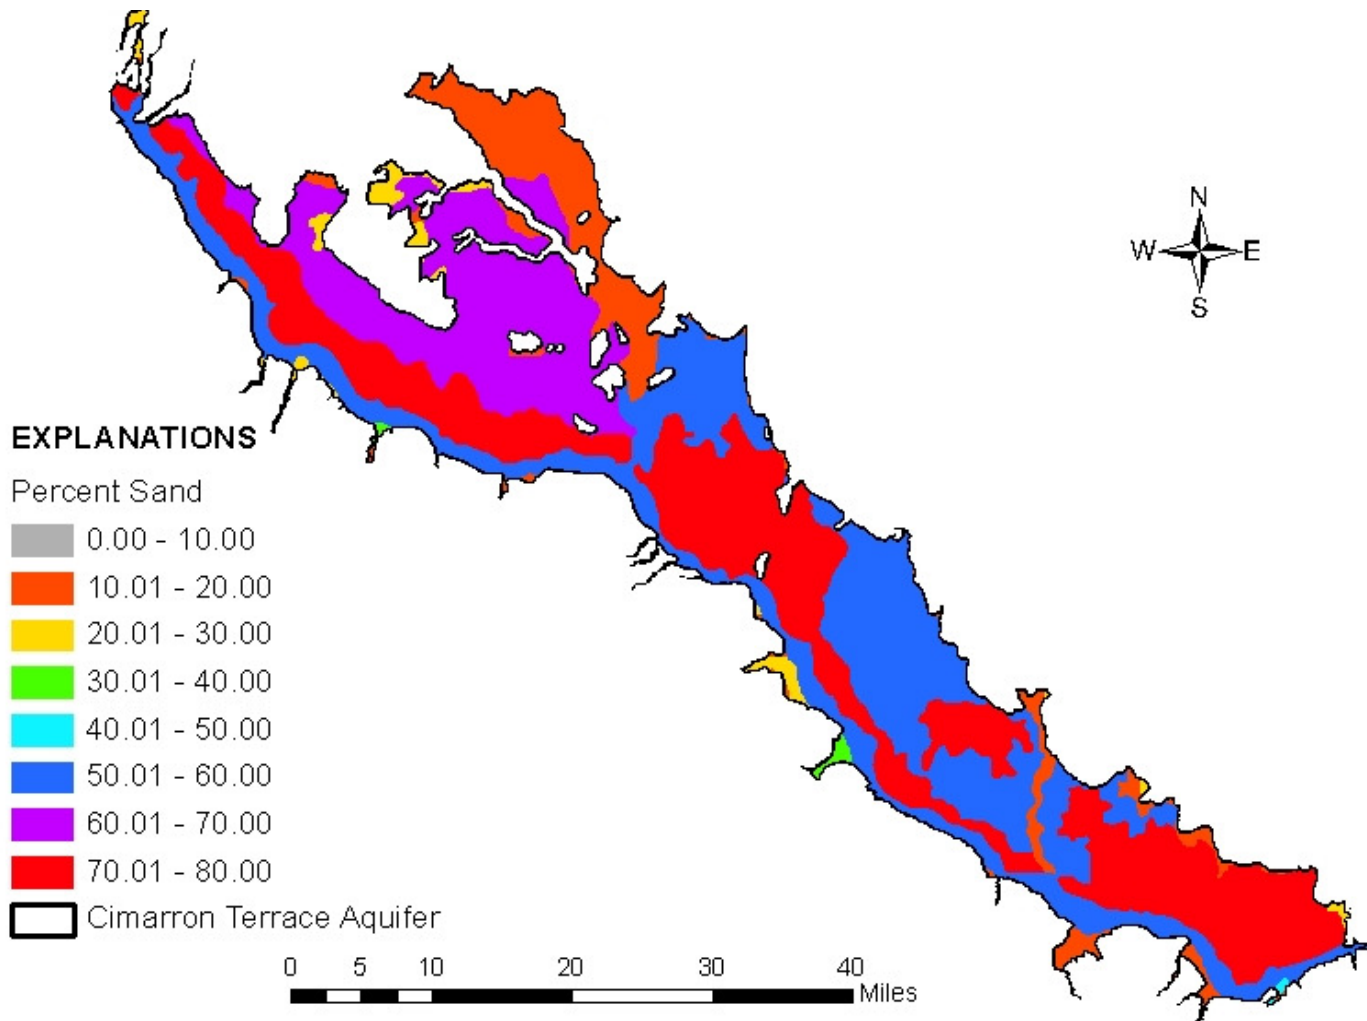 N
W E
S
EXPLANATIONS
Percent Sand
0.00 - 10.00
10.01 - 20.00
20.01 - 30.00
30.01 - 40.00
40.01 - 50.00
50.01 - 60.00
60.01 - 70.00
70.01 - 80.00
Cimarron Terrace Aquifer
0 5 10 20 30 40
Miles